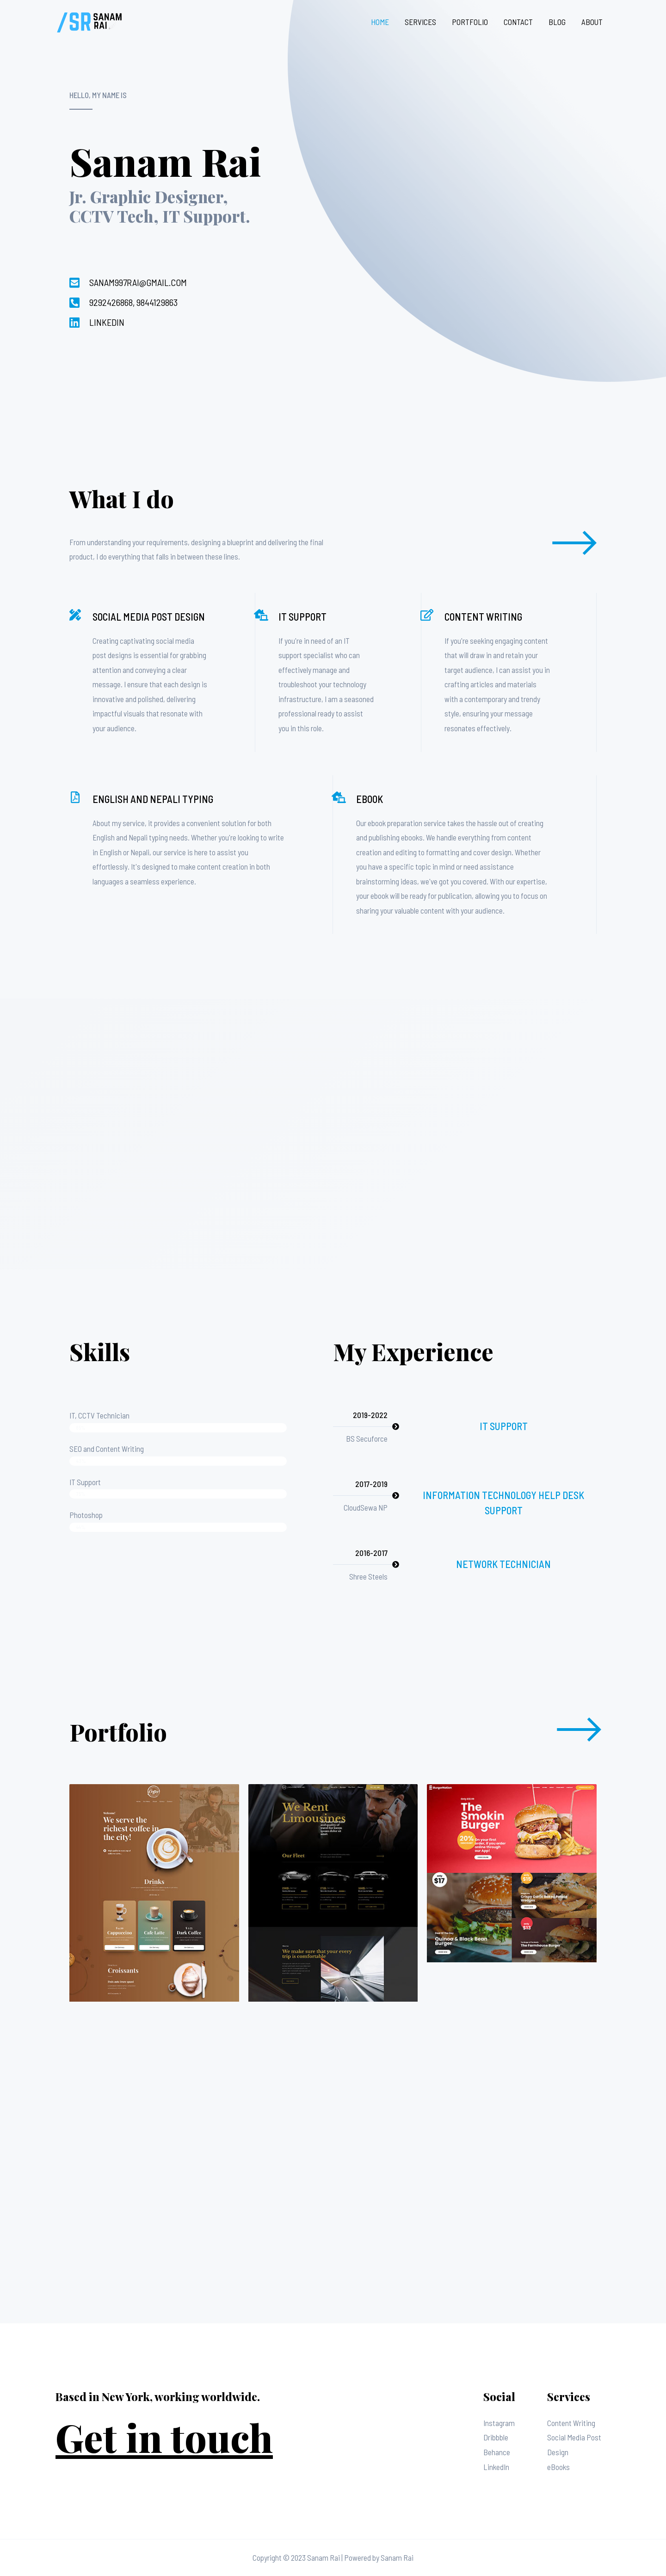 /SR SANAM
RAI
HOME SERVICES PORTFOLIO CONTACT BLOG ABOUT
HELLO, MY NAME IS
Sanam Rai
Jr. Graphic Designer,
CCTV Tech, IT Support.
SANAM997RAI@GMAIL.COM
9292426868, 9844129863
LINKEDIN
What I do
From understanding your requirements, designing a blueprint and delivering the final
product, I do everything that falls in between these lines.
SOCIAL MEDIA POST DESIGN
Creating captivating social media
post designs is essential for grabbing
attention and conveying a clear
message. I ensure that each design is
innovative and polished, delivering
impactful visuals that resonate with
your audience.
IT SUPPORT
If you're in need of an IT
support specialist who can
effectively manage and
troubleshoot your technology
infrastructure, I am a seasoned
professional ready to assist
you in this role.
CONTENT WRITING
If you're seeking engaging content
that will draw in and retain your
target audience, I can assist you in
crafting articles and materials
with a contemporary and trendy
style, ensuring your message
resonates effectively.
ENGLISH AND NEPALI TYPING
About my service, it provides a convenient solution for both
English and Nepali typing needs. Whether you're looking to write
in English or Nepali, our service is here to assist you
effortlessly. It's designed to make content creation in both
languages a seamless experience.
EBOOK
Our ebook preparation service takes the hassle out of creating
and publishing ebooks. We handle everything from content
creation and editing to formatting and cover design. Whether
you have a specific topic in mind or need assistance
brainstorming ideas, we've got you covered. With our expertise,
your ebook will be ready for publication, allowing you to focus on
sharing your valuable content with your audience.
Skills
IT, CCTV Technician
SEO and Content Writing
IT Support
Photoshop
My Experience
2019-2022
BS Secuforce
IT SUPPORT
2017-2019
CloudSewa NP
INFORMATION TECHNOLOGY HELP DESK
SUPPORT
2016-2017
Shree Steels
NETWORK TECHNICIAN
Portfolio
We serve the
richest coffee in
the city!
Drinks
Cappuccino
Cafe Latte
Dark Coffee
Croissants
We Rent
Limousines
Our Fleet
We make sure that your every
trip is comfortable
The
Smokin
Burger
20%
$17
Quinoa & Black Bean
Burger
Based in New York, working worldwide.
Get in touch
Social
Instagram
Dribbble
Behance
LinkedIn
Services
Content Writing
Social Media Post
Design
eBooks
Copyright © 2023 Sanam Rai | Powered by Sanam Rai